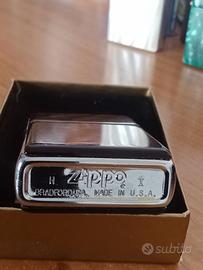 H Zippo I
BRADFORD, PA. MADE IN U.S.A.
subito